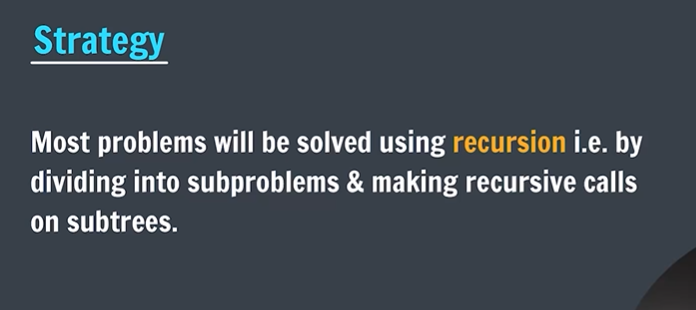 Strategy
Most problems will be solved using recursion i.e. by
dividing into subproblems & making recursive calls
on subtrees.